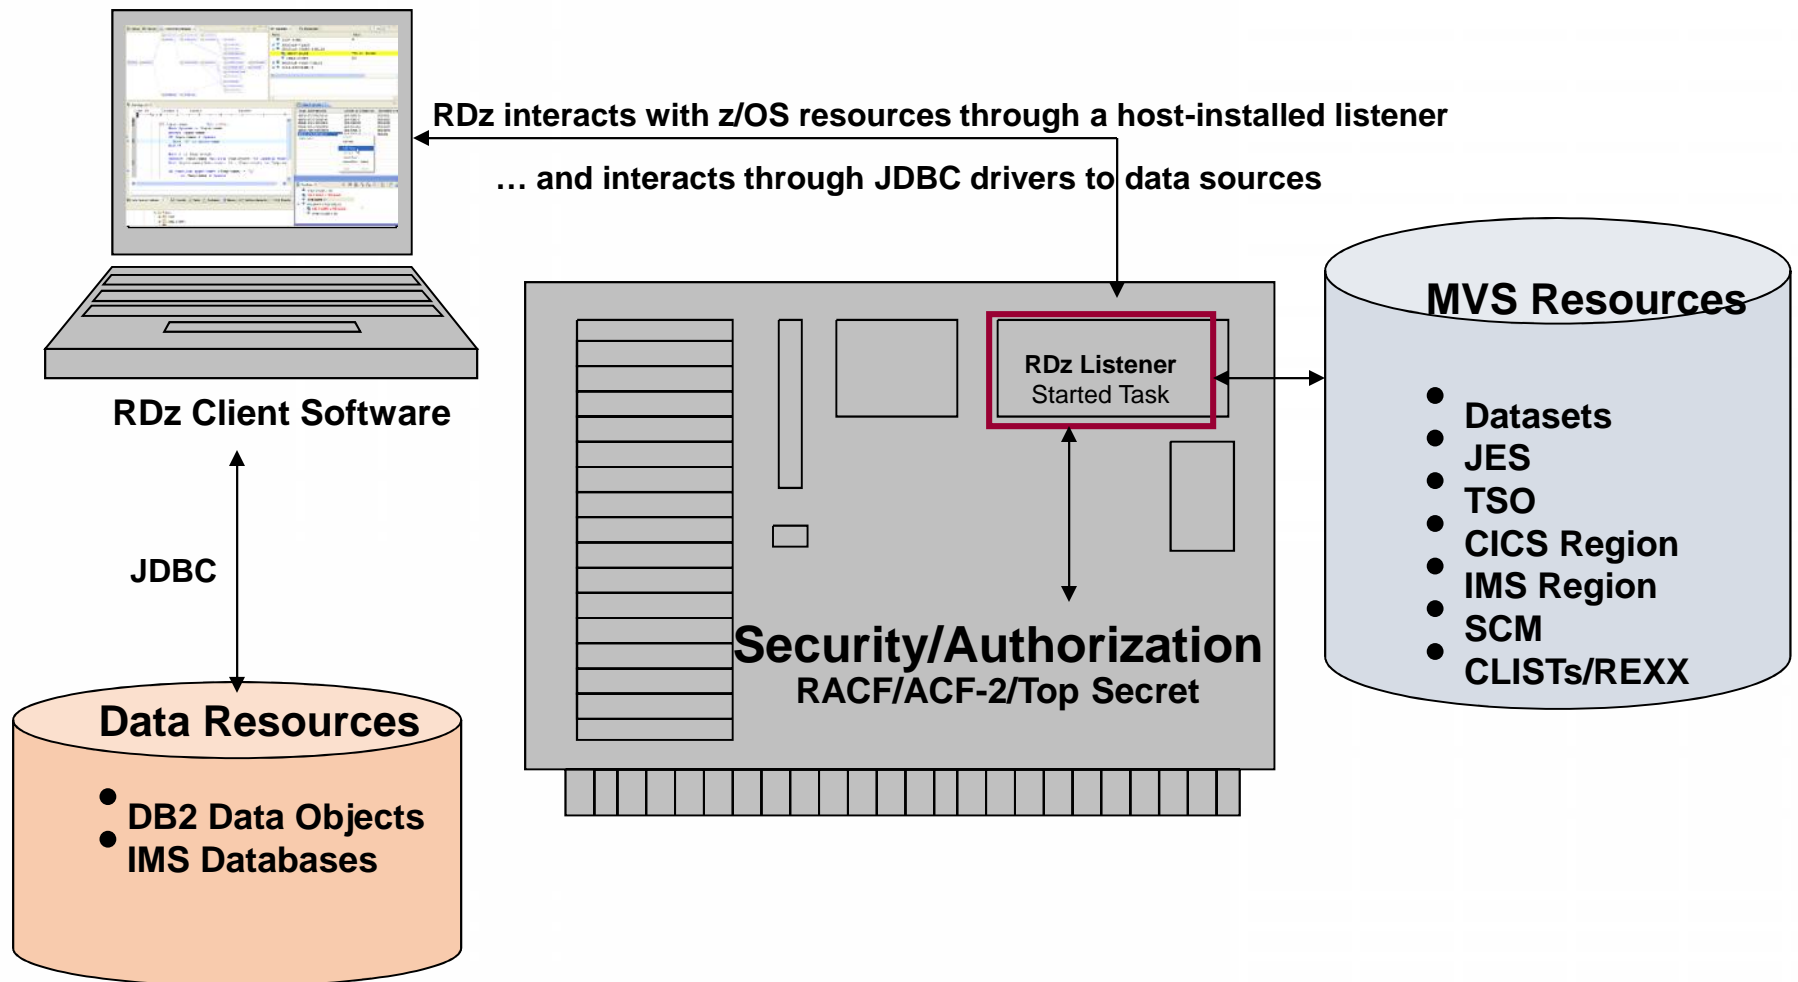 RDz interacts with z/OS resources through a host-installed listener
… and interacts through JDBC drivers to data sources
RDz Client Software
JDBC
Data Resources
DB2 Data Objects
IMS Databases
RDz Listener
Started Task
Security/Authorization
RACF/ACF-2/Top Secret
MVS Resources
Datasets
JES
TSO
CICS Region
IMS Region
SCM
CLISTs/REXX